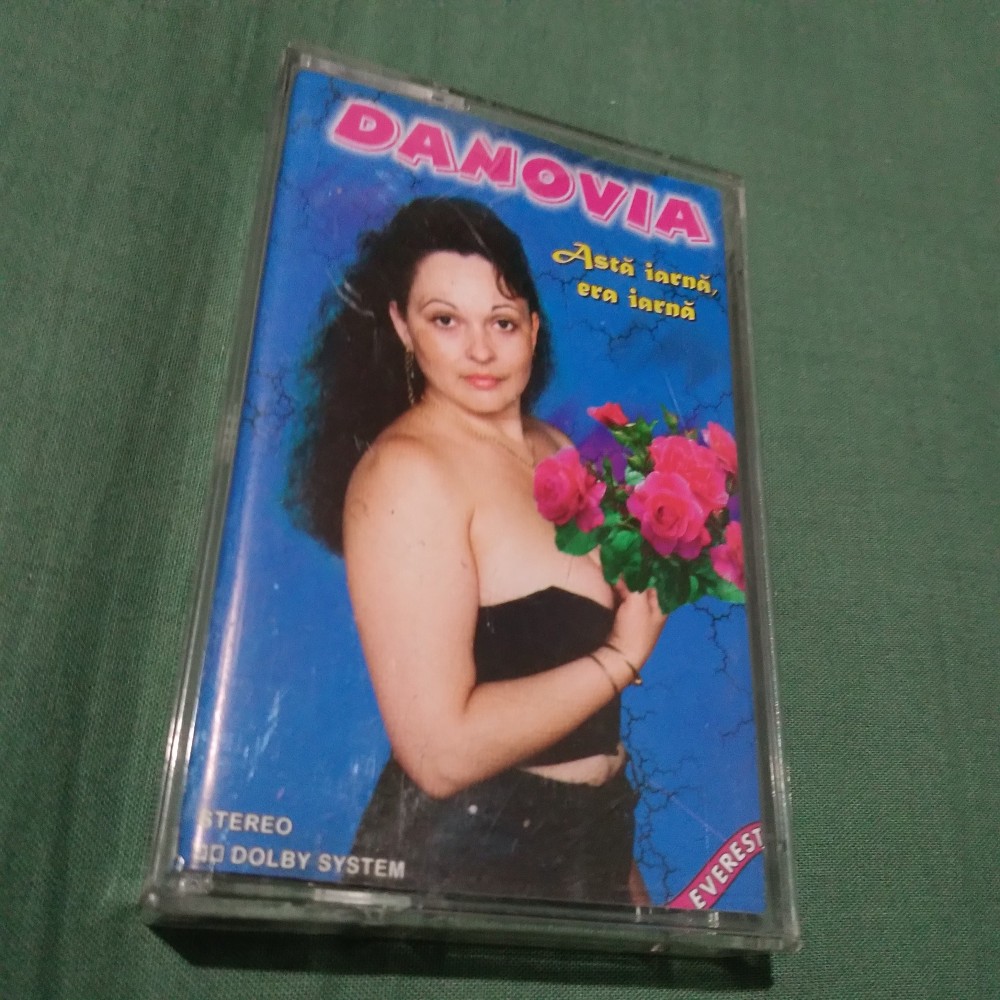 DANOVIA
Astă iarnă,
era iarnă
STEREO
DOLBY SYSTEM
EVEREST